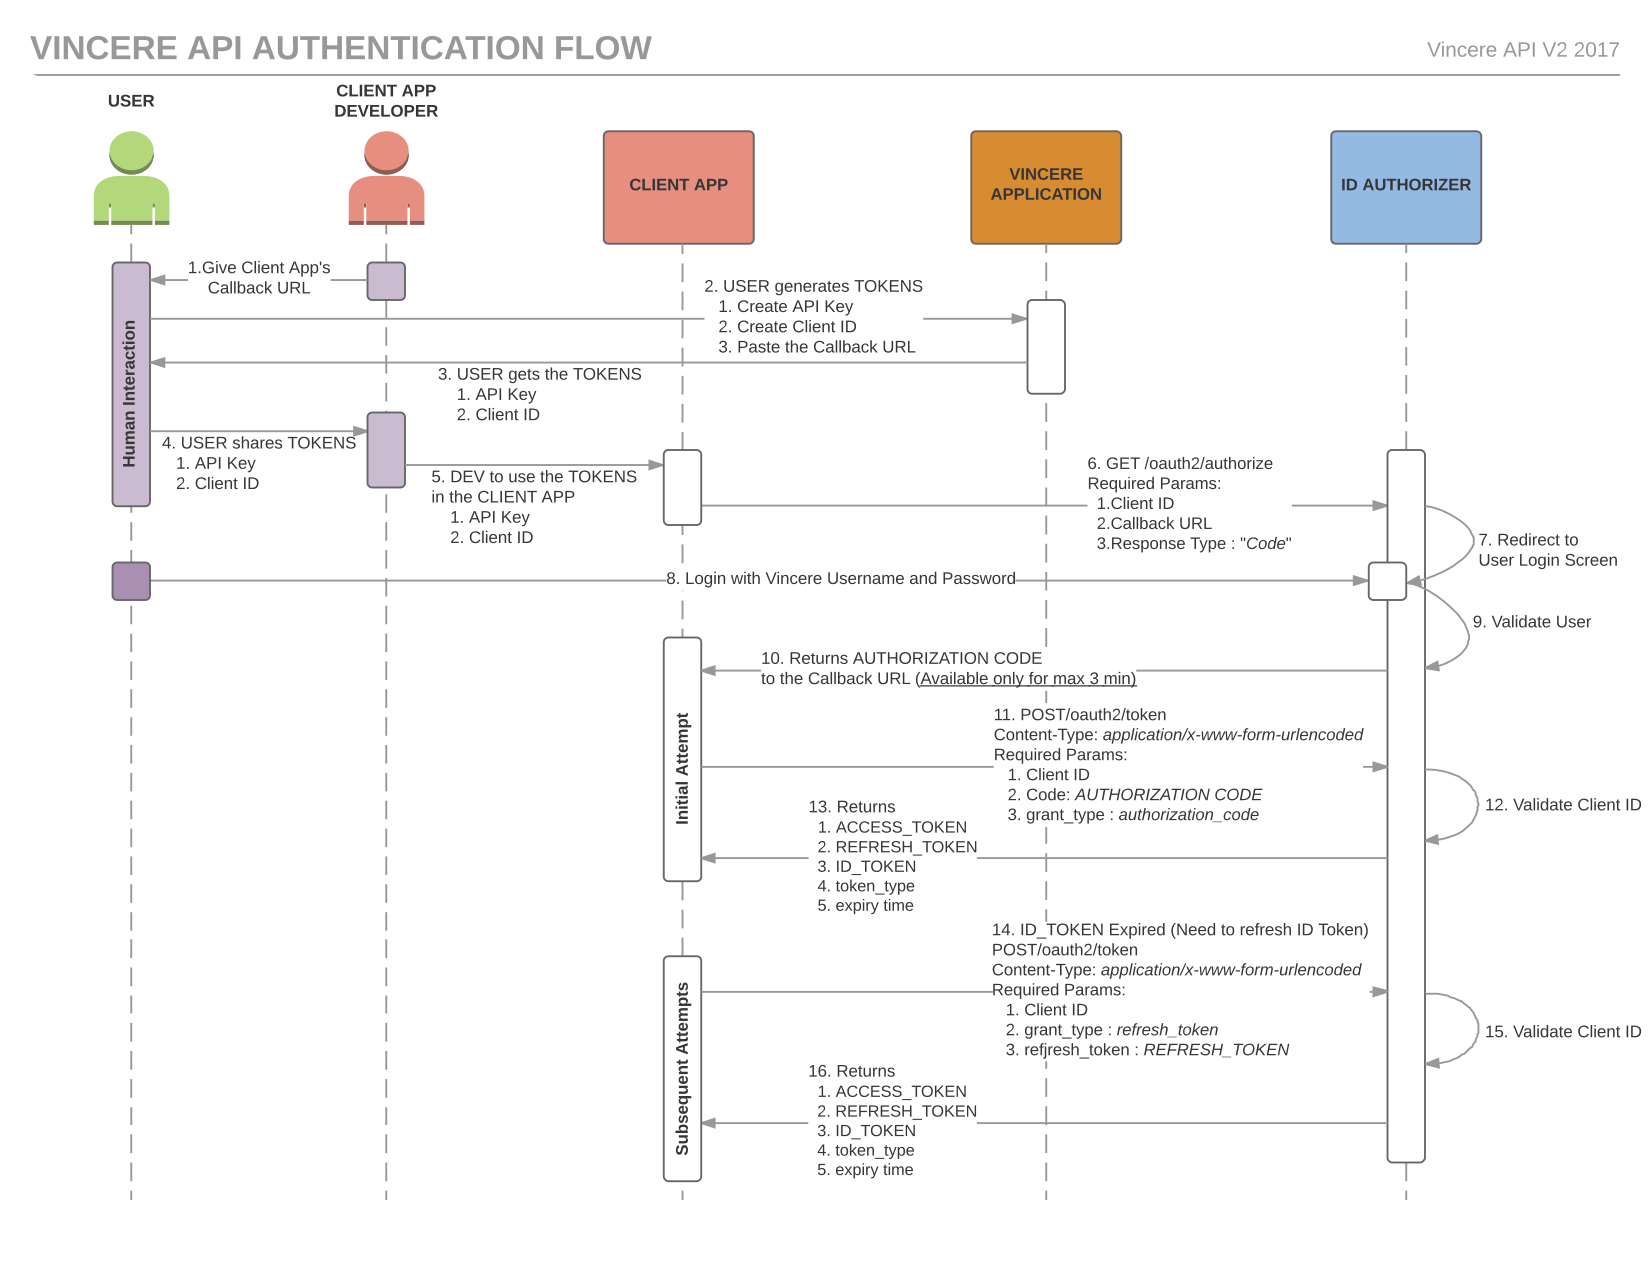 VINCERE API AUTHENTICATION FLOW
Vincere API V2 2017
USER
CLIENT APP
DEVELOPER
CLIENT APP
VINCERE
APPLICATION
ID AUTHORIZER
Human Interaction
1.Give Client App's
Callback URL
2. USER generates TOKENS
1. Create API Key
2. Create Client ID
3. Paste the Callback URL
3. USER gets the TOKENS
1. API Key
2. Client ID
4. USER shares TOKENS
1. API Key
2. Client ID
5. DEV to use the TOKENS
in the CLIENT APP
1. API Key
2. Client ID
6. GET /oauth2/authorize
Required Params:
1.Client ID
2.Callback URL
3.Response Type : "Code"
7. Redirect to
User Login Screen
8. Login with Vincere Username and Password
9. Validate User
Initial Attempt
10. Returns AUTHORIZATION CODE
to the Callback URL (Available only for max 3 min)
11. POST/oauth2/token
Content-Type: application/x-www-form-urlencoded
Required Params:
1. Client ID
2. Code: AUTHORIZATION CODE
3. grant_type : authorization_code
12. Validate Client ID
13. Returns
1. ACCESS_TOKEN
2. REFRESH_TOKEN
3. ID_TOKEN
4. token_type
5. expiry time
Subsequent Attempts
14. ID_TOKEN Expired (Need to refresh ID Token)
POST/oauth2/token
Content-Type: application/x-www-form-urlencoded
Required Params:
1. Client ID
2. grant_type : refresh_token
3. refjresh_token : REFRESH_TOKEN
15. Validate Client ID
16. Returns
1. ACCESS_TOKEN
2. REFRESH_TOKEN
3. ID_TOKEN
4. token_type
5. expiry time